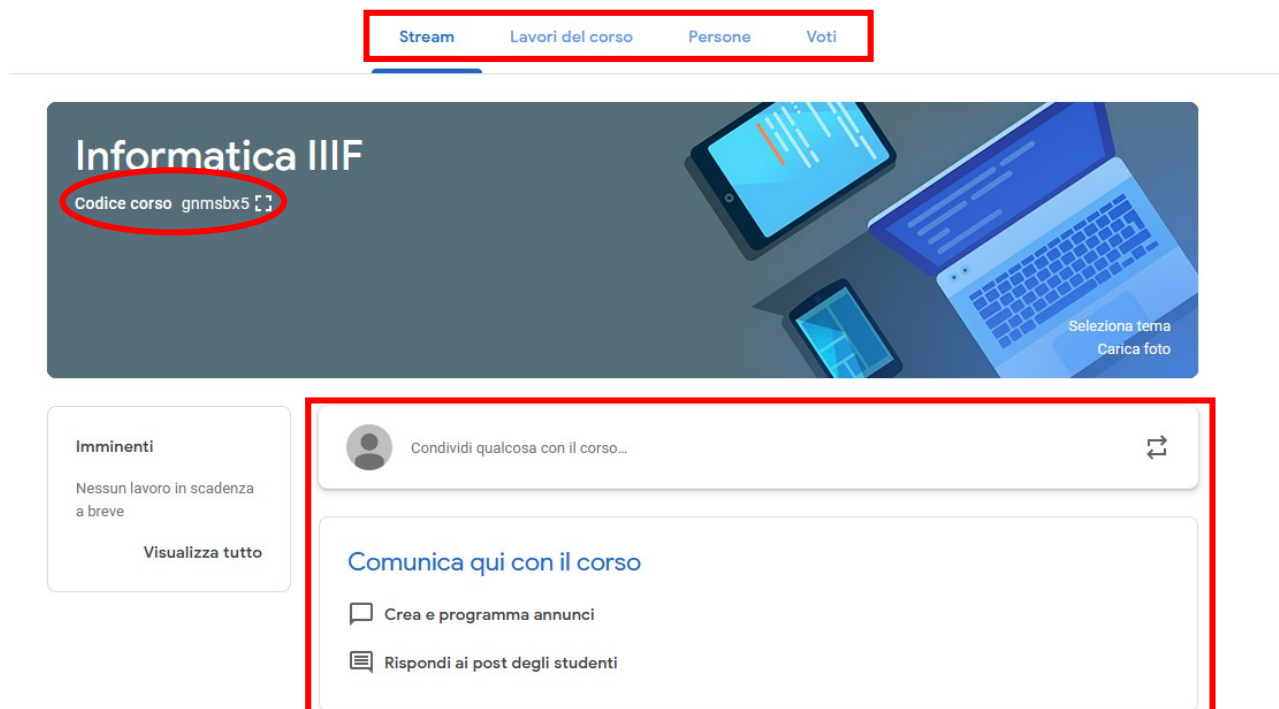 Stream Lavori del corso Persone Voti
Informatica IIIF
Codice corso gnmsbx5
Seleziona tema
Carica foto
Imminenti
Nessun lavoro in scadenza
a breve
Visualizza tutto
Condividi qualcosa con il corso...
Comunica qui con il corso
Crea e programma annunci
Rispondi ai post degli studenti